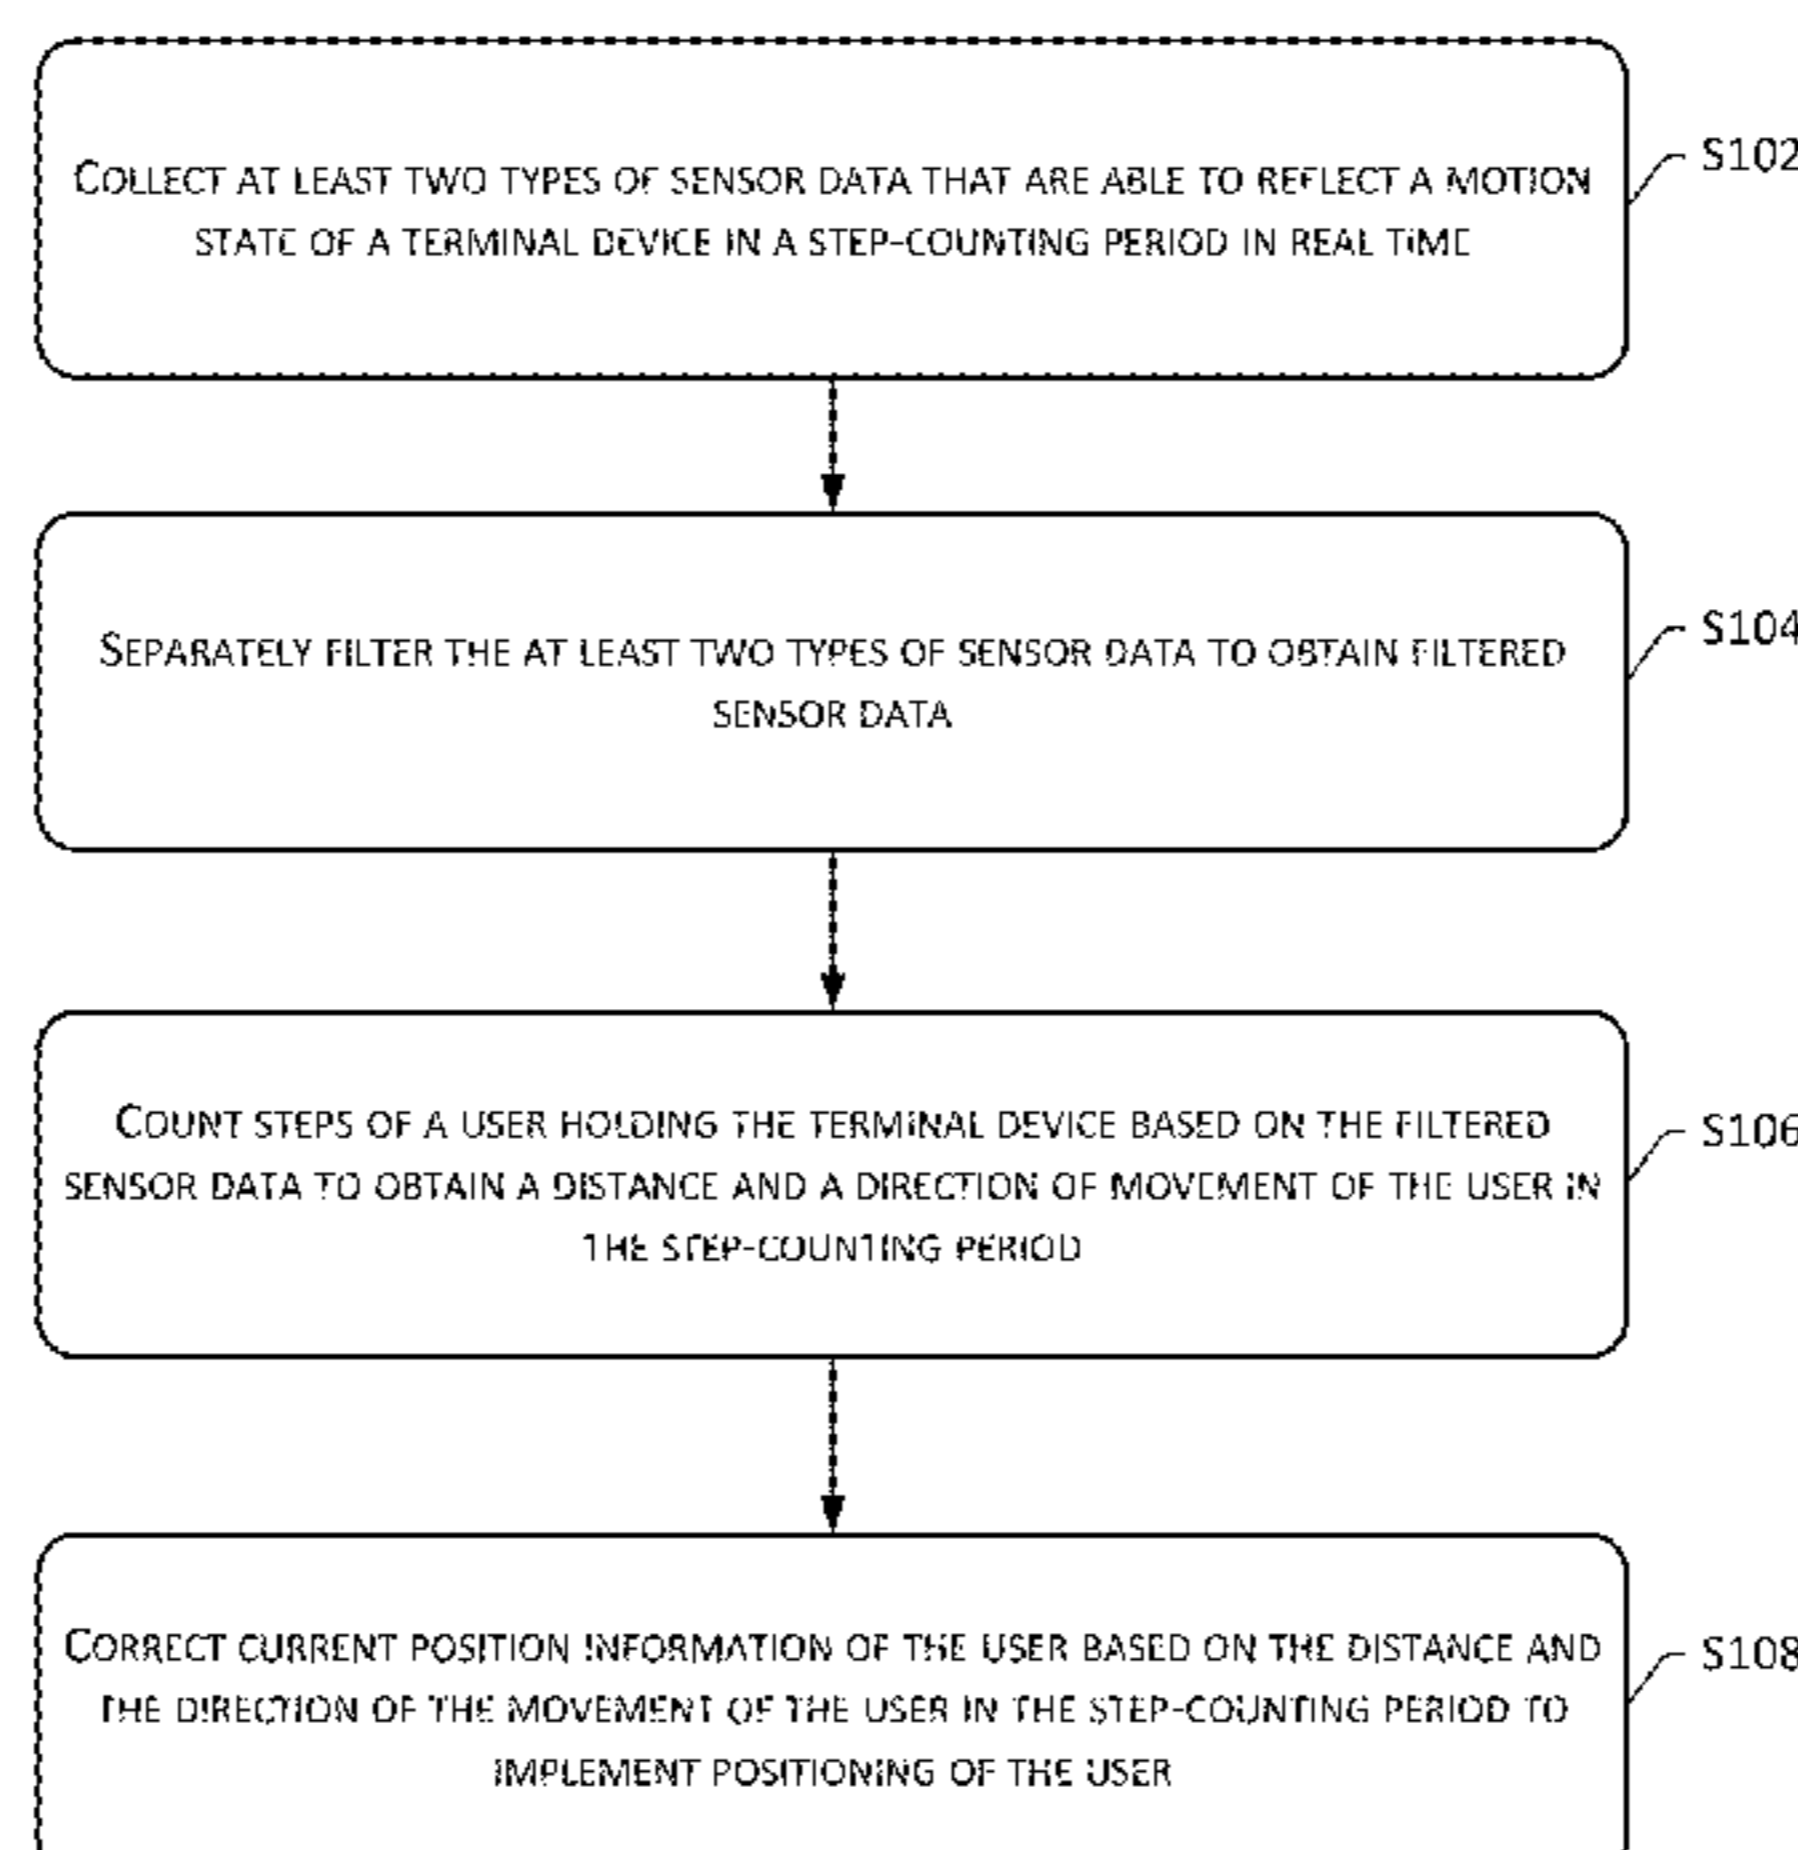 COLLECT AT LEAST TWO TYPES OF SENSOR DATA THAT ARE ABLE TO REFLECT A MOTION
STATE OF A TERMINAL DEVICE IN A STEP-COUNTING PERIOD IN REAL TIME
S102
SEPARATELY FILTER THE AT LEAST TWO TYPES OF SENSOR DATA TO OBTAIN FILTERED
SENSOR DATA
S104
COUNT STEPS OF A USER HOLDING THE TERMINAL DEVICE BASED ON THE FILTERED
SENSOR DATA TO OBTAIN A DISTANCE AND A DIRECTION OF MOVEMENT OF THE USER IN
THE STEP-COUNTING PERIOD
S106
CORRECT CURRENT POSITION INFORMATION OF THE USER BASED ON THE DISTANCE AND
THE DIRECTION OF THE MOVEMENT OF THE USER IN THE STEP-COUNTING PERIOD TO
IMPLEMENT POSITIONING OF THE USER
S108